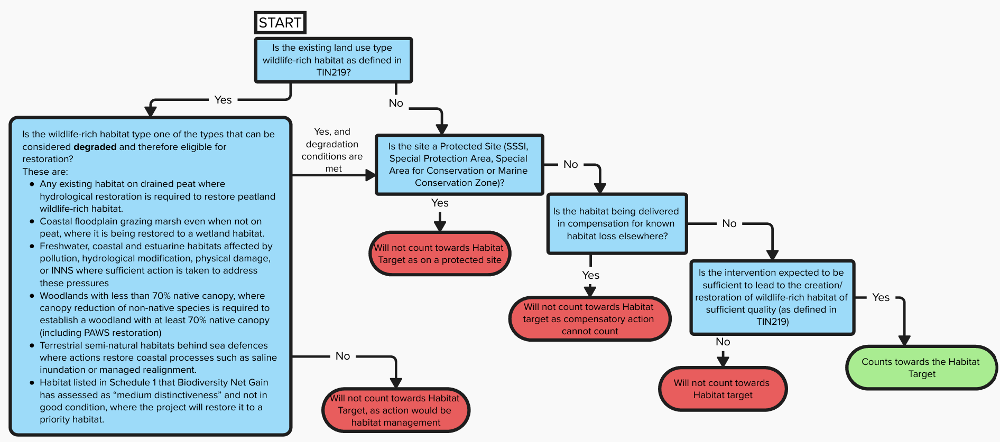 START
Is the existing land use type
wildlife-rich habitat as defined in
TIN219?
Yes
No
Is the wildlife-rich habitat type one of the types that can be
considered degraded and therefore eligible for
restoration?
These are:
● Any existing habitat on drained peat where
hydrological restoration is required to restore peatland
wildlife-rich habitat.
● Coastal floodplain grazing marsh even when not on
peat, where it is being restored to a wetland habitat.
● Freshwater, coastal and estuarine habitats affected by
pollution, hydrological modification, physical damage,
or INNS where sufficient action is taken to address
these pressures
● Woodlands with less than 70% native canopy, where
canopy reduction of non-native species is required to
establish a woodland with at least 70% native canopy
(including PAWS restoration)
● Terrestrial semi-natural habitats behind sea defences
where actions restore coastal processes such as saline
inundation or managed realignment.
● Habitat listed in Schedule 1 that Biodiversity Net Gain
has assessed as “medium distinctiveness” and not in
good condition, where the project will restore it to a
priority habitat.
Yes, and
degradation
conditions are
met
No
Will not count towards Habitat
Target, as action would be
habitat management
Is the site a Protected Site (SSSI,
Special Protection Area, Special
Area for Conservation or Marine
Conservation Zone)?
Yes
Will not count towards Habitat
Target as on a protected site
No
Is the habitat being delivered
in compensation for known
habitat loss elsewhere?
Yes
Will not count towards Habitat
target as compensatory action
cannot count
No
Is the intervention expected to be
sufficient to lead to the creation/
restoration of wildlife-rich habitat of
sufficient quality (as defined in
TIN219)
No
Will not count towards
Habitat target
Yes
Counts towards the Habitat
Target